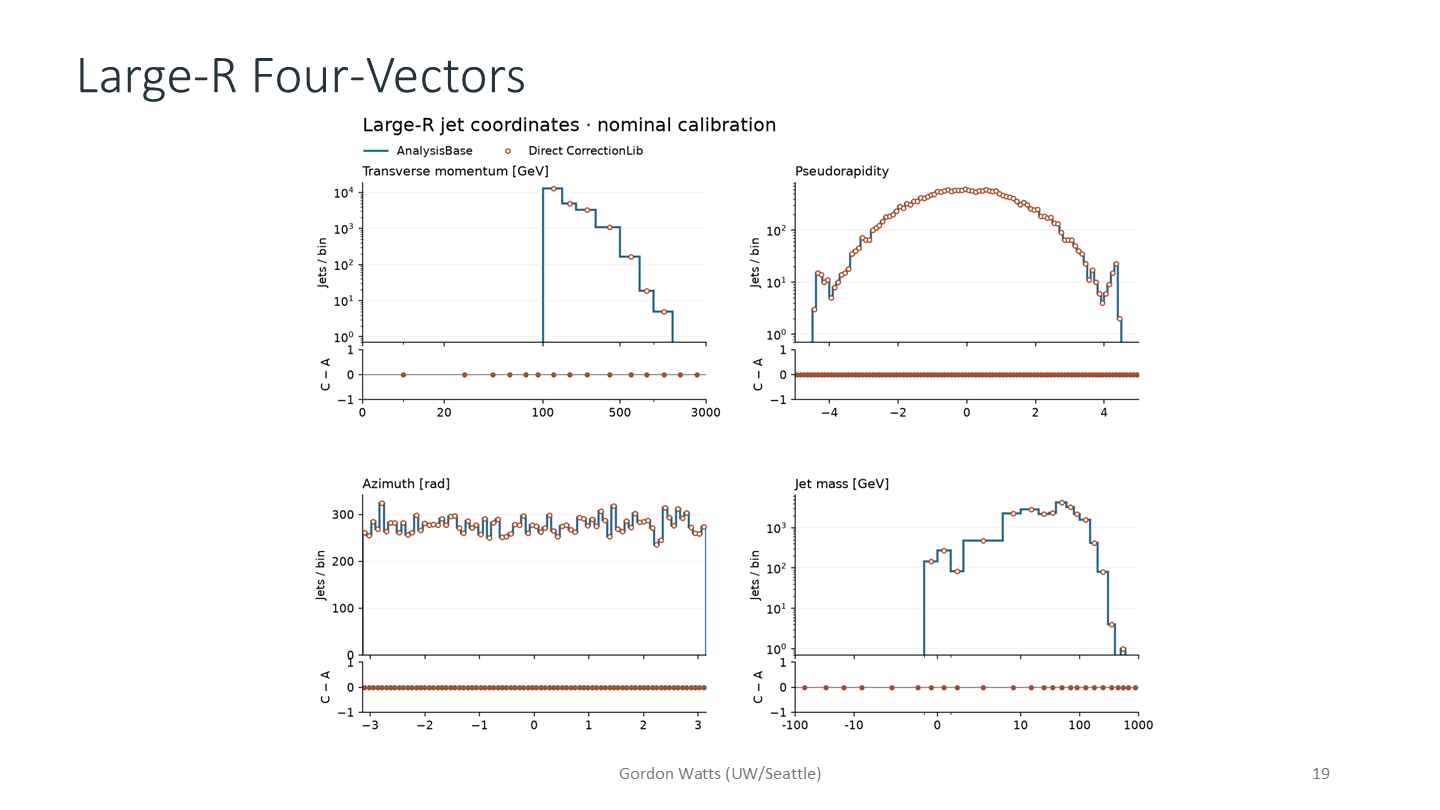 Large-R Four-Vectors
Large-R jet coordinates · nominal calibration
AnalysisBase
Direct CorrectionLib
Transverse momentum [GeV]
Jets / bin
10⁴
10³
10²
10¹
10⁰
C − A
1
0
−1
0 20 100 500 3000
Pseudorapidity
Jets / bin
10²
10¹
10⁰
C − A
1
0
−1
−4 −2 0 2 4
Azimuth [rad]
Jets / bin
300
200
100
0
C − A
1
0
−1
−3 −2 −1 0 1 2 3
Jet mass [GeV]
Jets / bin
10³
10²
10¹
10⁰
C − A
1
0
−1
-100 -10 0 10 100 1000
Gordon Watts (UW/Seattle)
19